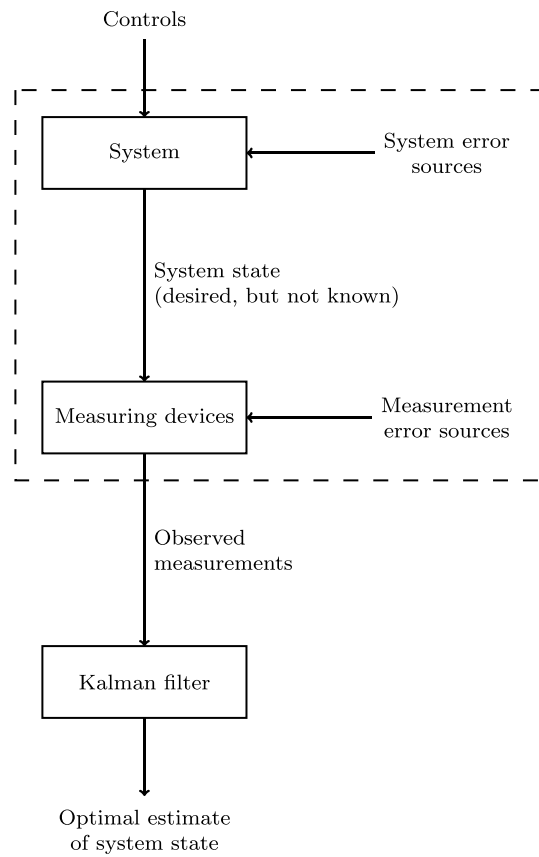 Controls
System
System error
sources
System state
(desired, but not known)
Measuring devices
Measurement
error sources
Observed
measurements
Kalman filter
Optimal estimate
of system state